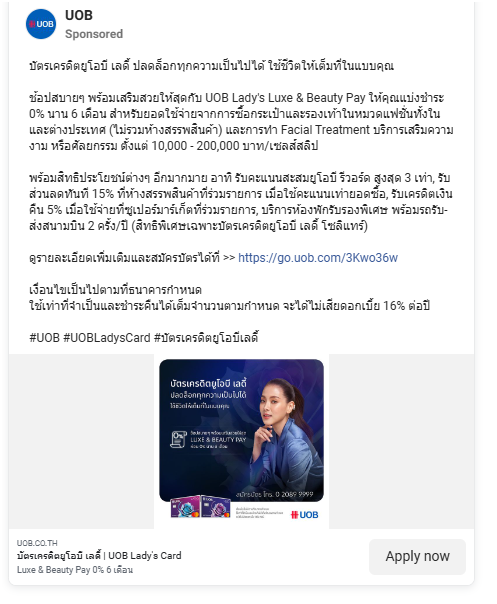 UOB
UOB
Sponsored
บัตรเครดิตยูโอบี เลดี้ ปลดล็อกทุกความเป็นไปได้ ใช้ชีวิตให้เต็มที่ในแบบคุณ
ช้อปสบายๆ พร้อมเสริมสวยให้สุดกับ UOB Lady's Luxe & Beauty Pay ให้คุณแบ่งชำระ
0% นาน 6 เดือน สำหรับยอดใช้จ่ายจากการซื้อกระเป๋าและรองเท้าในหมวดแฟชั่นทั้งใน
และต่างประเทศ (ไม่รวมห้างสรรพสินค้า) และการทำ Facial Treatment บริการเสริมความ
งาม หรือศัลยกรรม ตั้งแต่ 10,000 - 200,000 บาท/เซลส์สลิป
พร้อมสิทธิประโยชน์ต่างๆ อีกมากมาย อาทิ รับคะแนนสะสมยูโอบี รีวอร์ด สูงสุด 3 เท่า, รับ
ส่วนลดทันที 15% ที่ห้างสรรพสินค้าที่ร่วมรายการ เมื่อใช้คะแนนเท่ายอดซื้อ, รับเครดิตเงิน
คืน 5% เมื่อใช้จ่ายที่ซูเปอร์มาร์เก็ตที่ร่วมรายการ, บริการห้องพักรับรองพิเศษ พร้อมรถรับ-
ส่งสนามบิน 2 ครั้ง/ปี (สิทธิพิเศษเฉพาะบัตรเครดิตยูโอบี เลดี้ โซลิแทร์)
ดูรายละเอียดเพิ่มเติมและสมัครบัตรได้ที่ >> https://go.uob.com/3Kwo36w
เงื่อนไขเป็นไปตามที่ธนาคารกำหนด
ใช้เท่าที่จำเป็นและชำระคืนได้เต็มจำนวนตามกำหนด จะได้ไม่เสียดอกเบี้ย 16% ต่อปี
#UOB #UOBLadysCard #บัตรเครดิตยูโอบีเลดี้
บัตรเครดิตยูโอบี เลดี้
ปลดล็อกทุกความเป็นไปได้
ใช้ชีวิตให้เต็มที่ในแบบคุณ
LUXE & BEAUTY PAY
สมัครบัตร โทร. 0 2089 9999
UOB
UOB.CO.TH
บัตรเครดิตยูโอบี เลดี้ | UOB Lady's Card
Luxe & Beauty Pay 0% 6 เดือน
Apply now